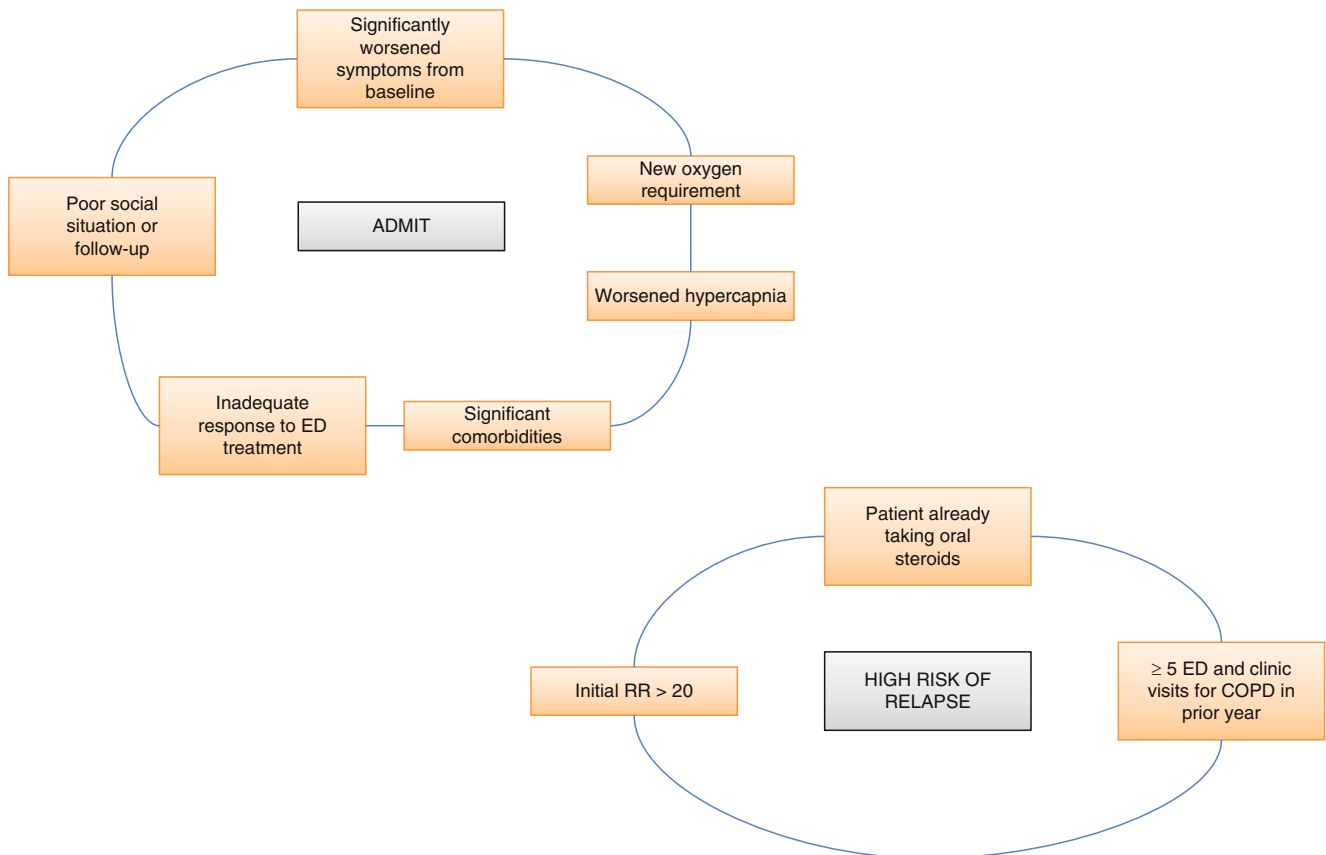 Significantly
worsened
symptoms from
baseline
New oxygen
requirement
Poor social
situation or
follow-up
ADMIT
Worsened hypercapnia
Inadequate
response to ED
treatment
Significant
comorbidities
Patient already
taking oral
steroids
Initial RR > 20
HIGH RISK OF
RELAPSE
≥ 5 ED and clinic
visits for COPD in
prior year